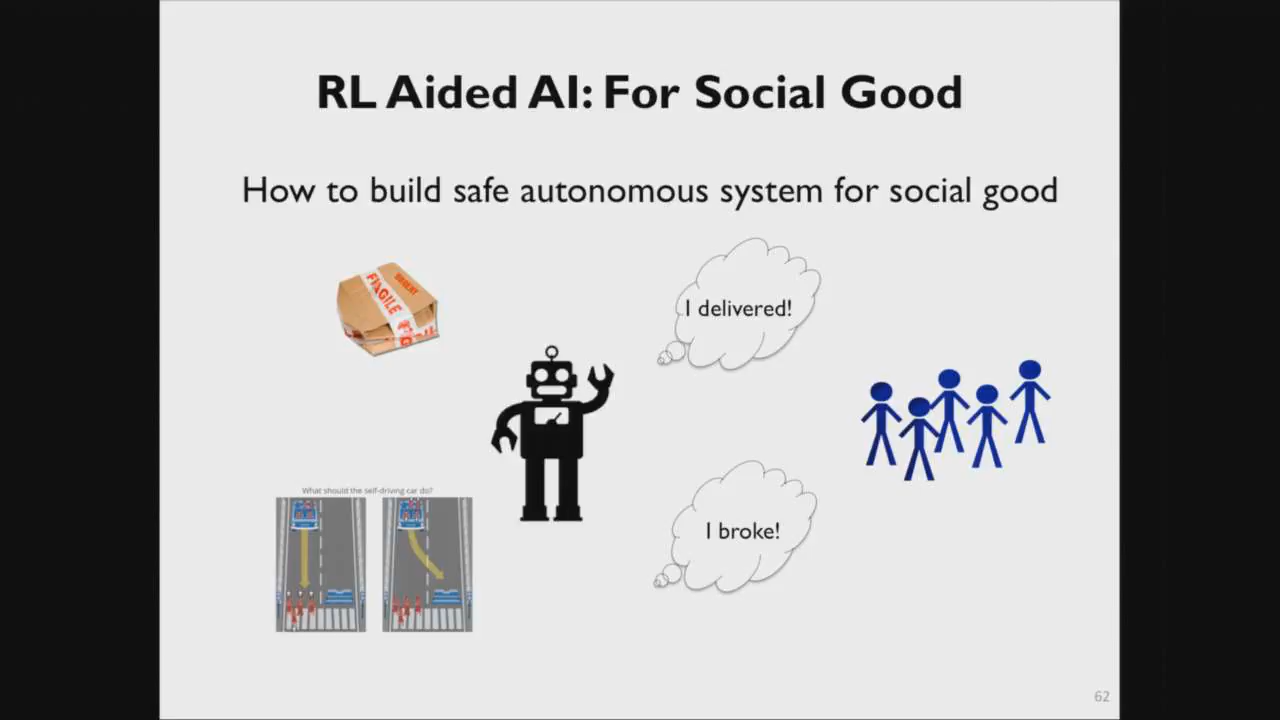 RL Aided AI: For Social Good
How to build safe autonomous system for social good
FRAGILE
I delivered!
What should the self-driving car do?
I broke!
62